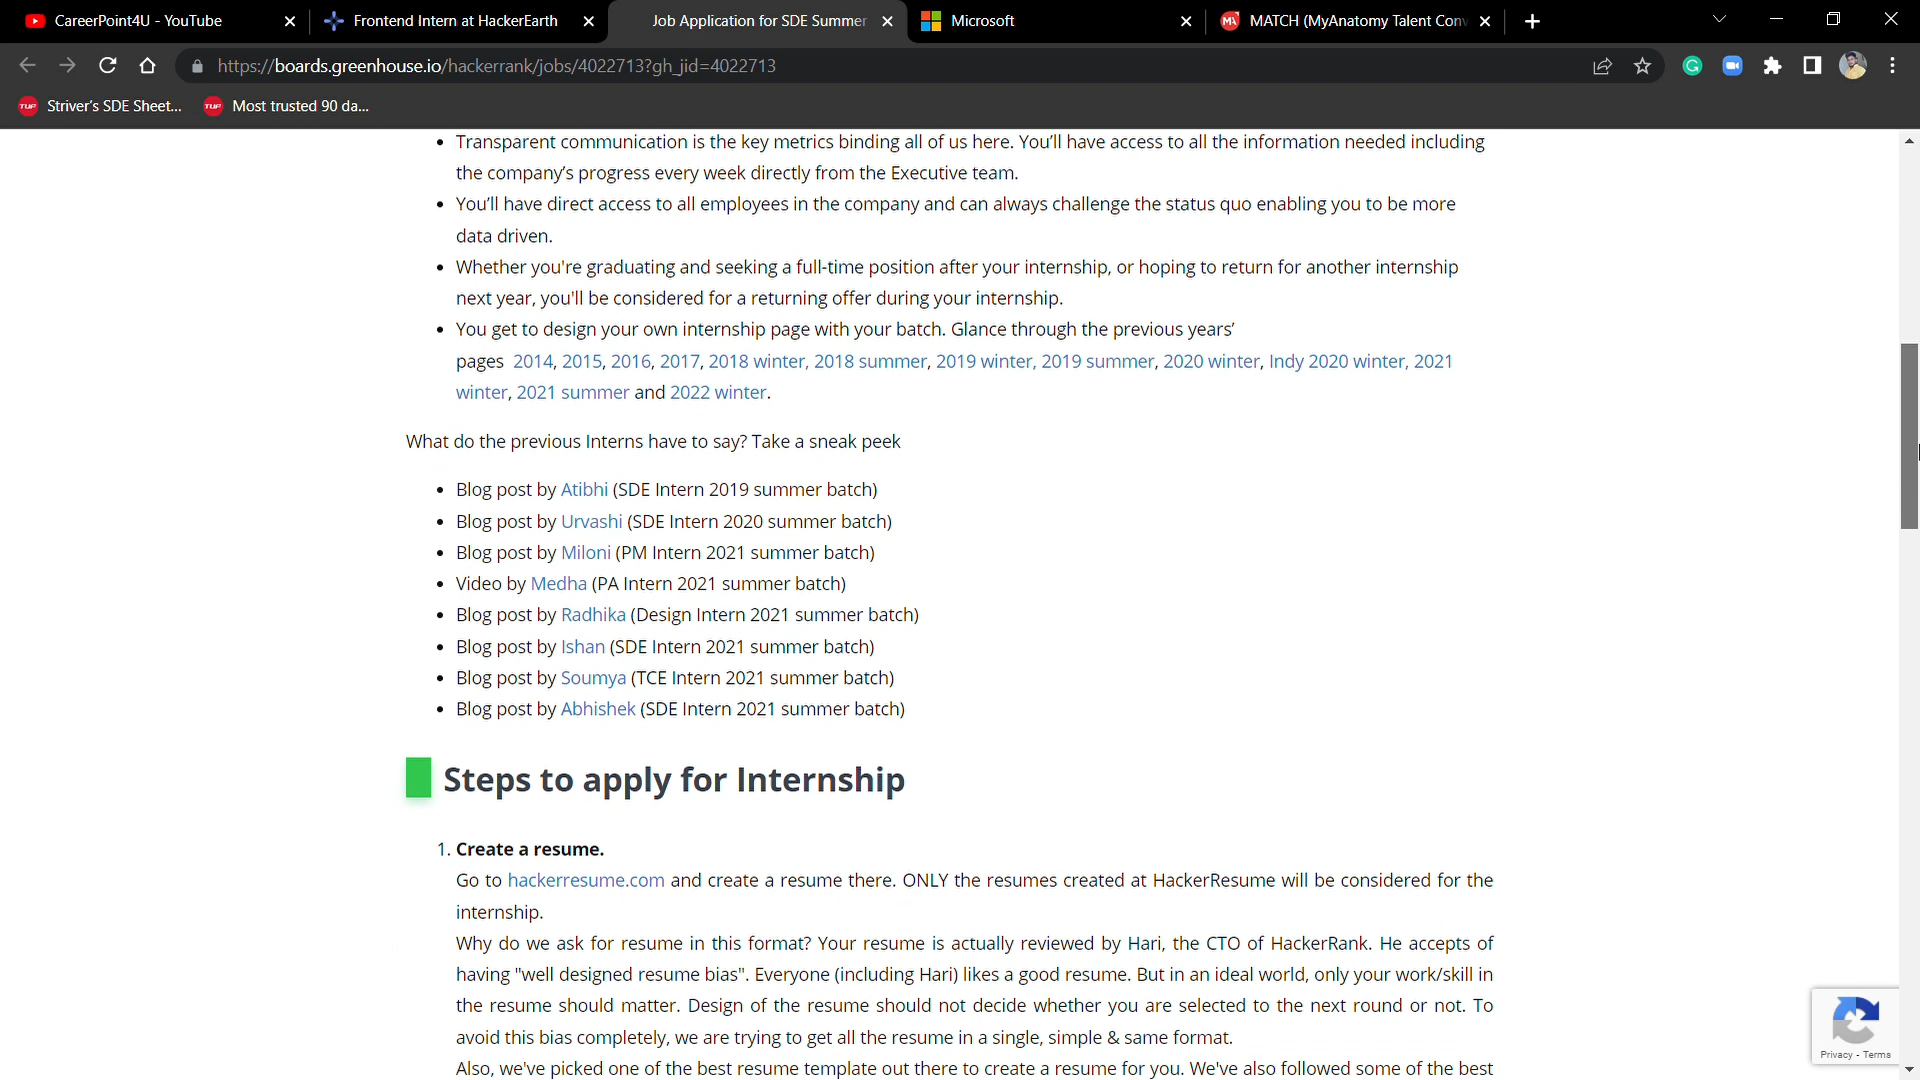 CareerPoint4U - YouTube
Frontend Intern at HackerEarth
Job Application for SDE Summer
Microsoft
MATCH (MyAnatomy Talent Conv
https://boards.greenhouse.io/hackerrank/jobs/4022713?gh_jid=4022713
Striver's SDE Sheet...
Most trusted 90 da...
Transparent communication is the key metrics binding all of us here. You’ll have access to all the information needed including
the company’s progress every week directly from the Executive team.
You’ll have direct access to all employees in the company and can always challenge the status quo enabling you to be more
data driven.
Whether you're graduating and seeking a full-time position after your internship, or hoping to return for another internship
next year, you'll be considered for a returning offer during your internship.
You get to design your own internship page with your batch. Glance through the previous years’
pages 2014, 2015, 2016, 2017, 2018 winter, 2018 summer, 2019 winter, 2019 summer, 2020 winter, Indy 2020 winter, 2021
winter, 2021 summer and 2022 winter.
What do the previous Interns have to say? Take a sneak peek
Blog post by Atibhi (SDE Intern 2019 summer batch)
Blog post by Urvashi (SDE Intern 2020 summer batch)
Blog post by Miloni (PM Intern 2021 summer batch)
Video by Medha (PA Intern 2021 summer batch)
Blog post by Radhika (Design Intern 2021 summer batch)
Blog post by Ishan (SDE Intern 2021 summer batch)
Blog post by Soumya (TCE Intern 2021 summer batch)
Blog post by Abhishek (SDE Intern 2021 summer batch)
Steps to apply for Internship
1. Create a resume.
Go to hackerresume.com and create a resume there. ONLY the resumes created at HackerResume will be considered for the
internship.
Why do we ask for resume in this format? Your resume is actually reviewed by Hari, the CTO of HackerRank. He accepts of
having "well designed resume bias". Everyone (including Hari) likes a good resume. But in an ideal world, only your work/skill in
the resume should matter. Design of the resume should not decide whether you are selected to the next round or not. To
avoid this bias completely, we are trying to get all the resume in a single, simple & same format.
Also, we've picked one of the best resume template out there to create a resume for you. We've also followed some of the best
Privacy - Terms